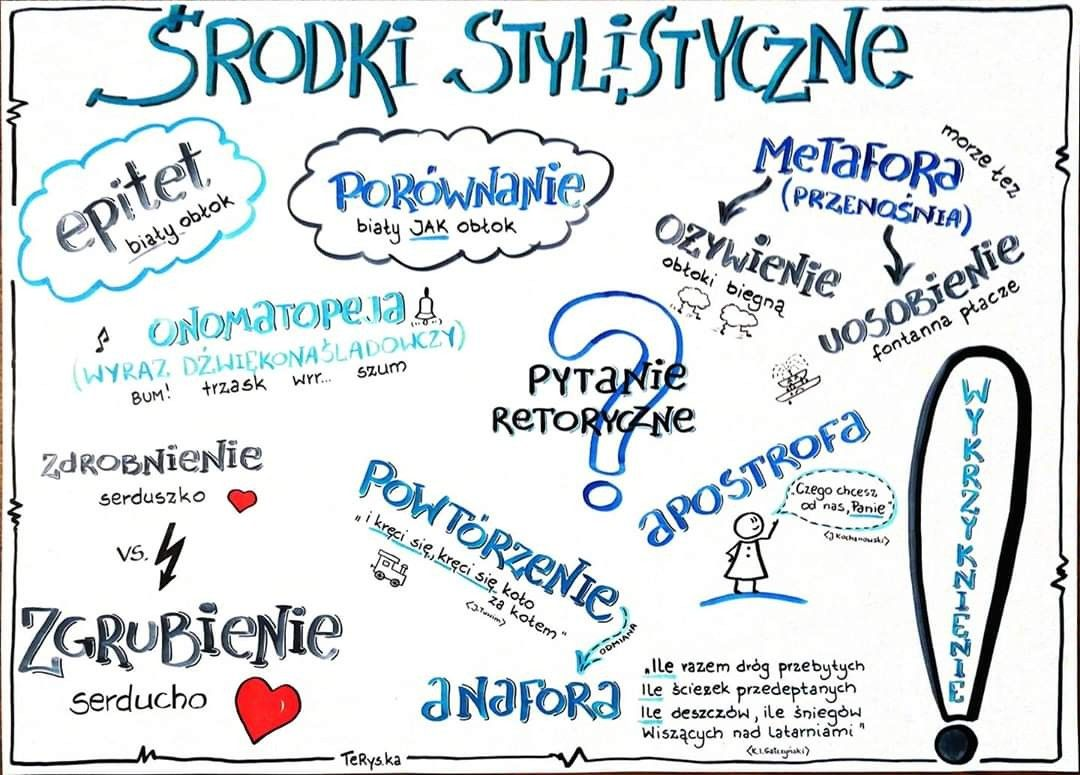 ŚRODKI STYLISTYCZNE
epitet
biały obłok
PORÓWNANIE
biały JAK obłok
METAFORA
(PRZENOŚNIA)
morze łez
OŻYWIENIE
obłoki biegną
UOSOBIENIE
fontanna płacze
ONOMATOPEJA
(WYRAZ DŹWIĘKONAŚLADOWCZY)
BUM! trzask wrr... szum
PYTANIE
RETORYCZNE
?
ZDROBNIENIE
serduszko
VS.
ZGRUBIENIE
serducho
POWTÓRZENIE
"i kręci się, kręci się koło
za kołem"
<J.Tuwim>
ODMIANA
ANAFORA
"Ile razem dróg przebytych
Ile ścieżek przedeptanych
Ile deszczów, ile śniegów
Wiszących nad latarniami"
<K.I.Gałczyński>
APOSTROFA
"Czego chcesz
od nas, Panie"
<J.Kochanowski>
WYKRZYKNIENIE
TeRys.ka